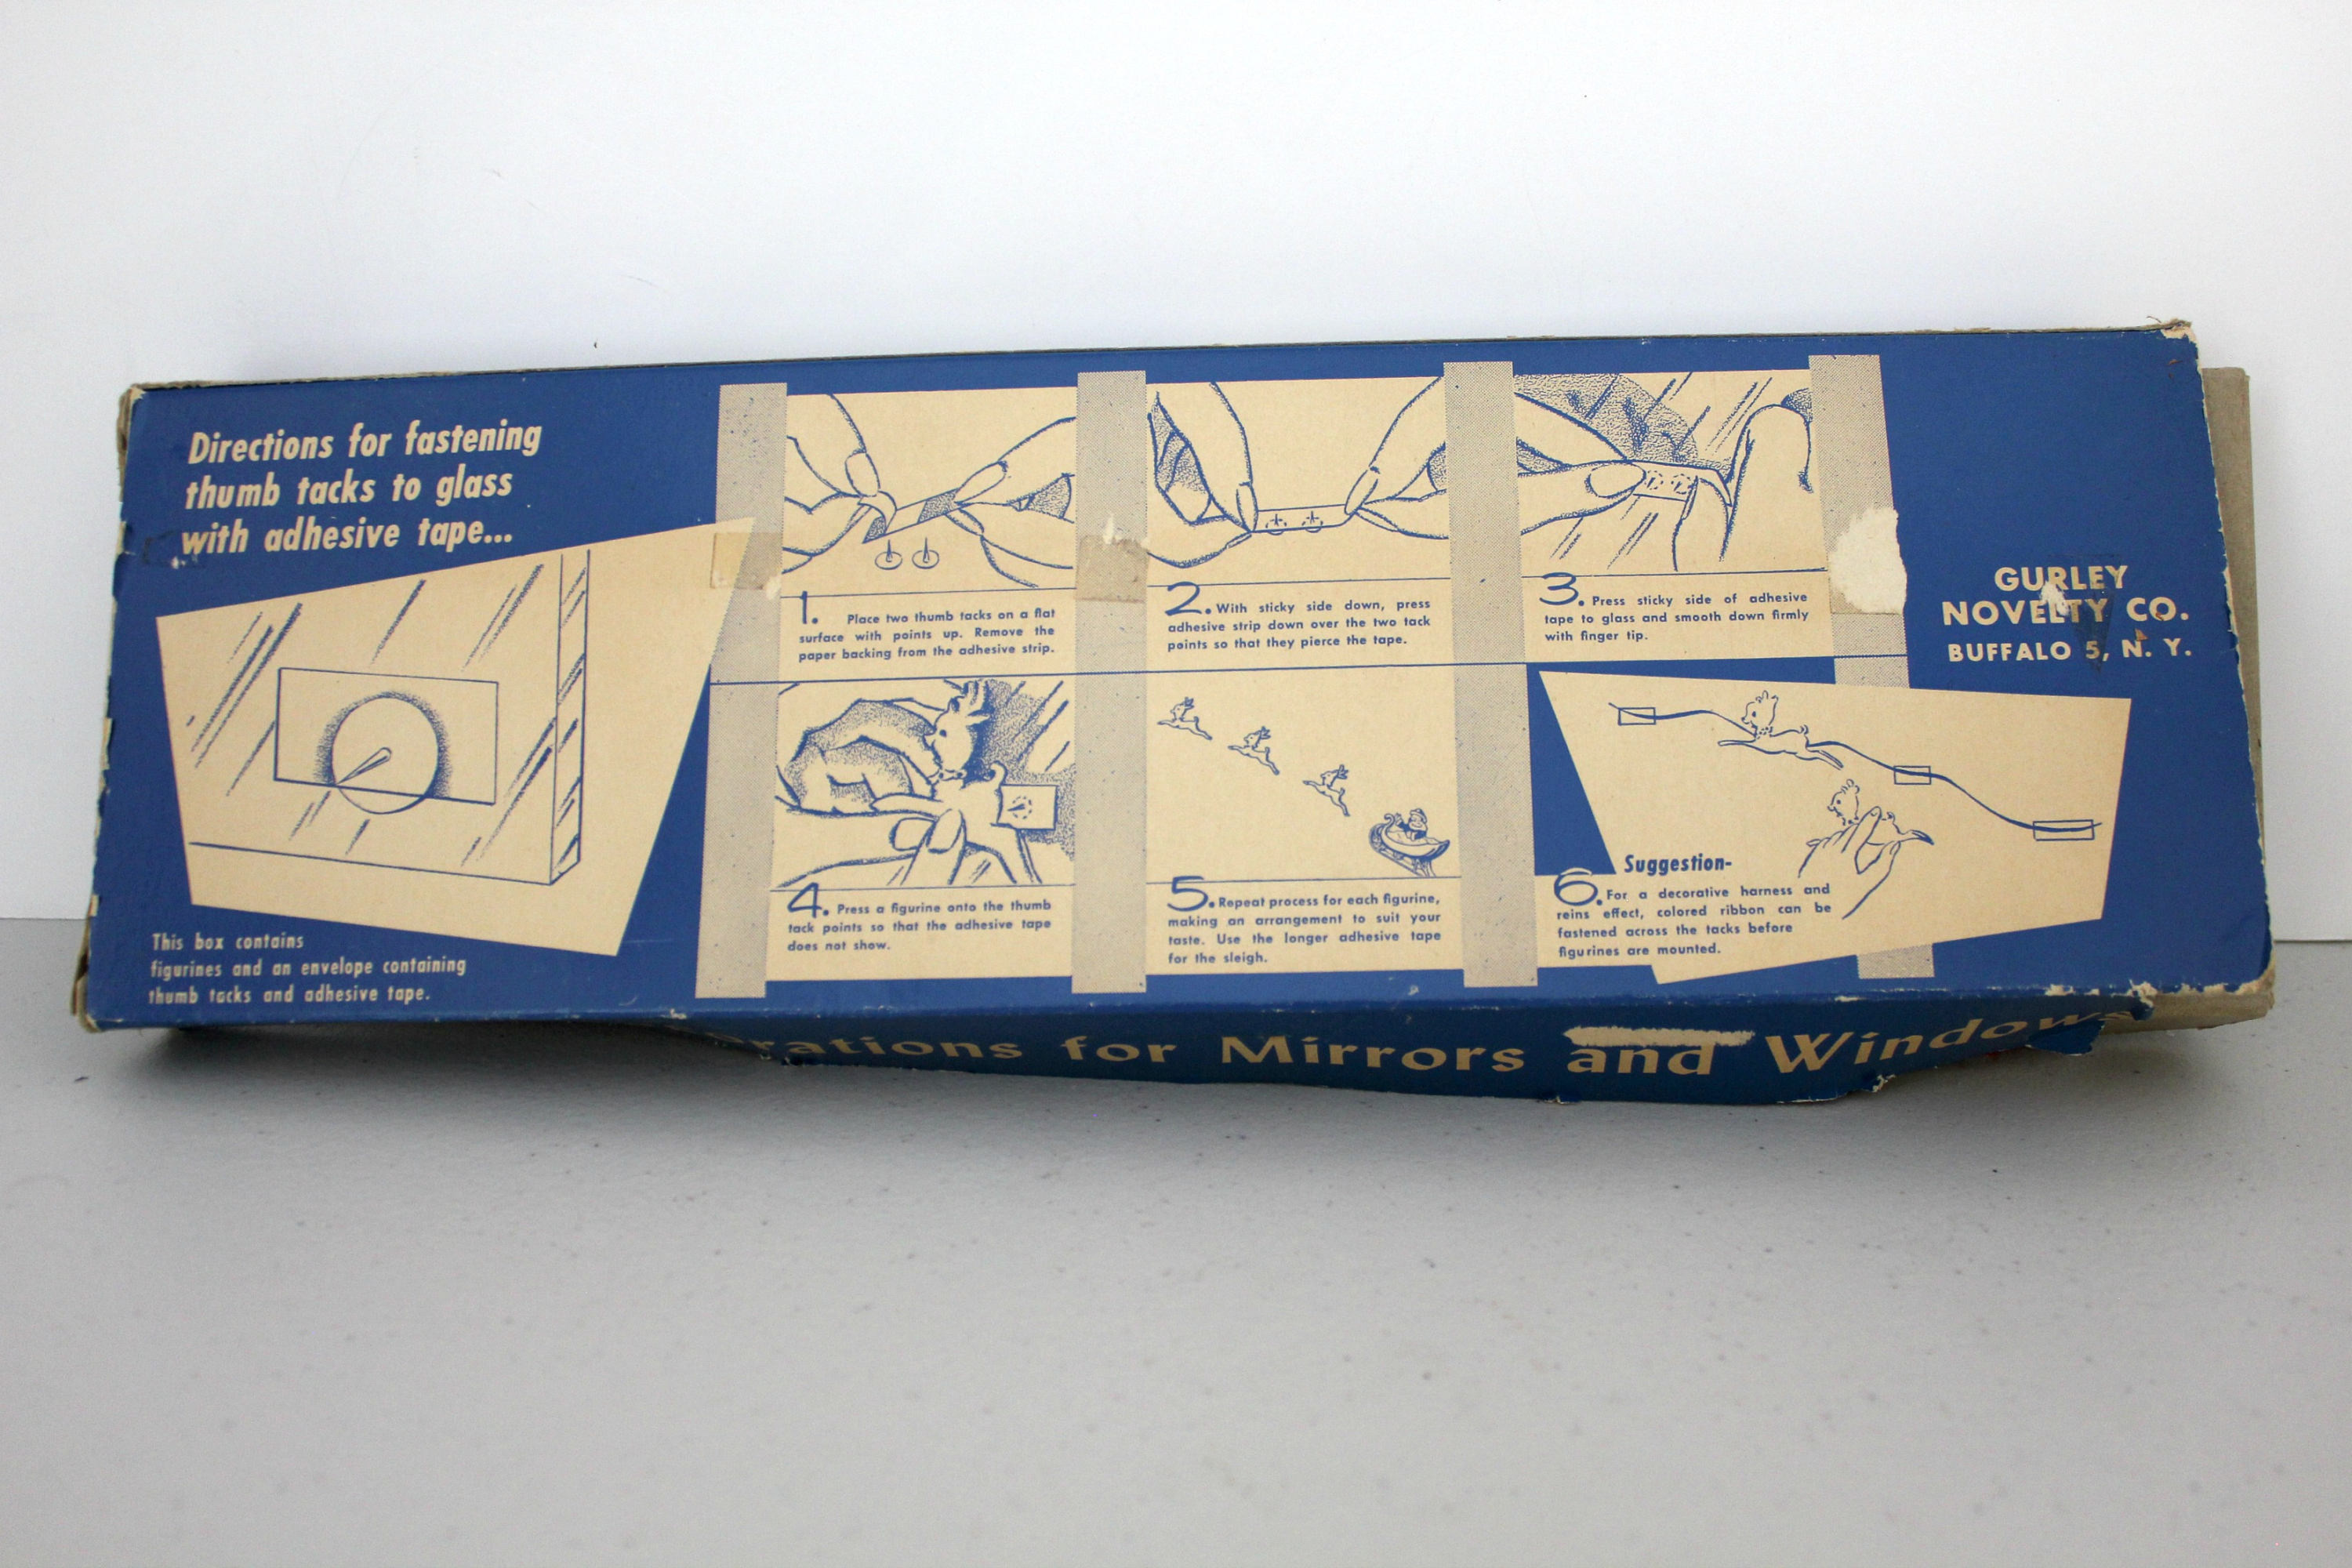 Directions for fastening
thumb tacks to glass
with adhesive tape...
This box contains
figurines and an envelope containing
thumb tacks and adhesive tape.
1. Place two thumb tacks on a flat
surface with points up. Remove the
paper backing from the adhesive strip.
2. With sticky side down, press
adhesive strip down over the two tack
points so that they pierce the tape.
3. Press sticky side of adhesive
tape to glass and smooth down firmly
with finger tip.
4. Press a figurine onto the thumb
tack points so that the adhesive tape
does not show.
5. Repeat process for each figurine,
making an arrangement to suit your
taste. Use the longer adhesive tape
for the sleigh.
Suggestion-
6. For a decorative harness and
reins effect, colored ribbon can be
fastened across the tacks before
figurines are mounted.
GURLEY
NOVELTY CO.
BUFFALO 5, N. Y.
for Mirrors and Windows